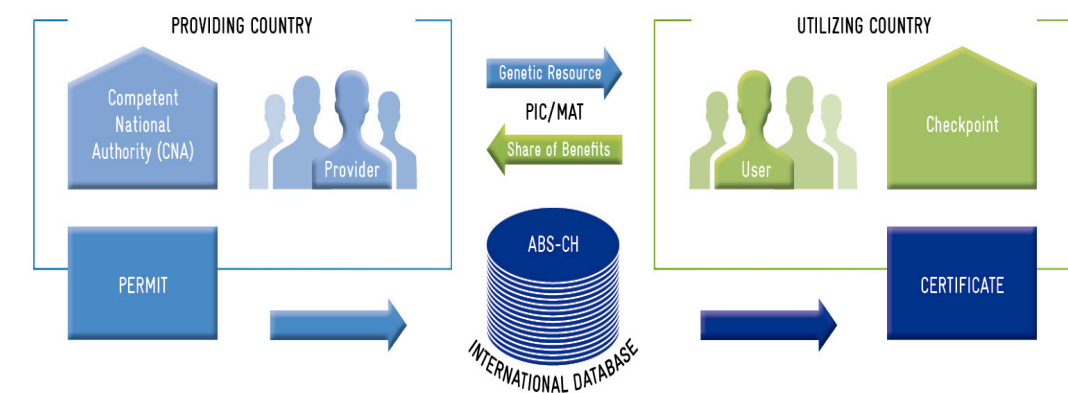 PROVIDING COUNTRY
UTILIZING COUNTRY
Competent
National
Authority (CNA)
Provider
Genetic Resource
PIC/MAT
Share of Benefits
User
Checkpoint
PERMIT
ABS-CH
INTERNATIONAL DATABASE
CERTIFICATE